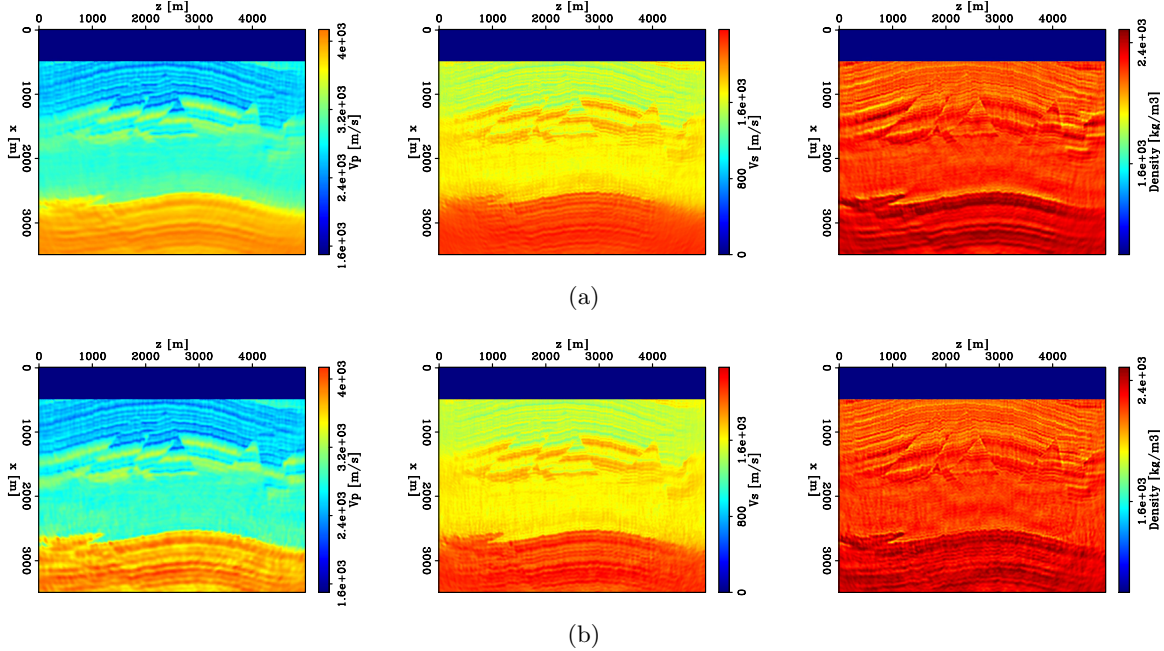 z [m] z [m] z [m]
0 1000 2000 3000 4000 0 1000 2000 3000 4000 0 1000 2000 3000 4000
x [m] x [m] x [m]
0 1000 2000 3000 0 1000 2000 3000 0 1000 2000 3000
Vp [m/s] Vs [m/s] Density [kg/m3]
1.6e+03 2.4e+03 3.2e+03 4e+03 0 800 1.6e+03 1.6e+03 2.4e+03
(a)
z [m] z [m] z [m]
0 1000 2000 3000 4000 0 1000 2000 3000 4000 0 1000 2000 3000 4000
x [m] x [m] x [m]
0 1000 2000 3000 0 1000 2000 3000 0 1000 2000 3000
Vp [m/s] Vs [m/s] Density [kg/m3]
1.6e+03 2.4e+03 3.2e+03 4e+03 0 800 1.6e+03 1.6e+03 2.4e+03
(b)